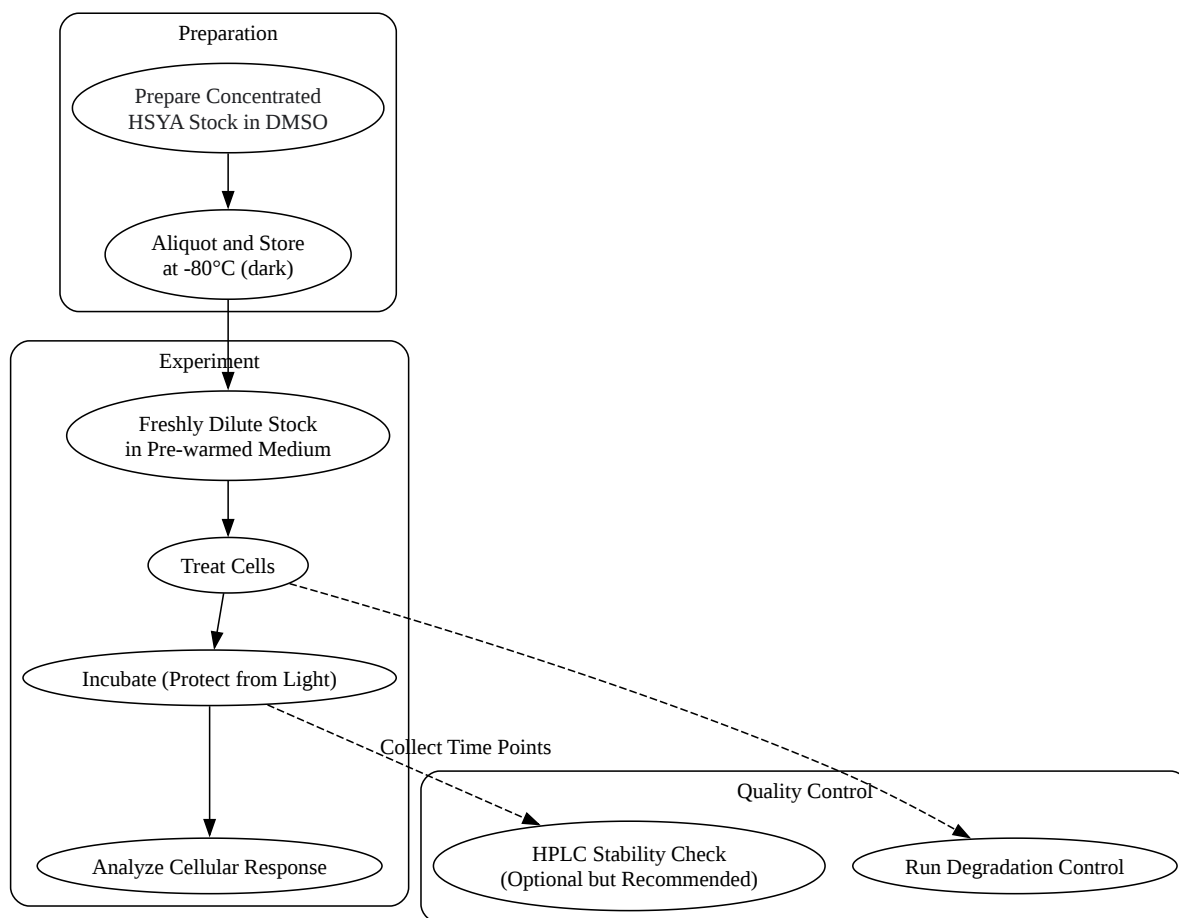 Preparation
Prepare Concentrated
HSYA Stock in DMSO
Aliquot and Store
at -80°C (dark)
Experiment
Freshly Dilute Stock
in Pre-warmed Medium
Treat Cells
Incubate (Protect from Light)
Collect Time Points
Quality Control
Analyze Cellular Response
HPLC Stability Check
(Optional but Recommended)
Run Degradation Control